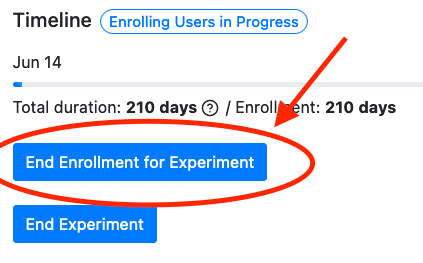 Timeline Enrolling Users in Progress
Jun 14
Total duration: 210 days ? / Enrollment: 210 days
End Enrollment for Experiment
End Experiment